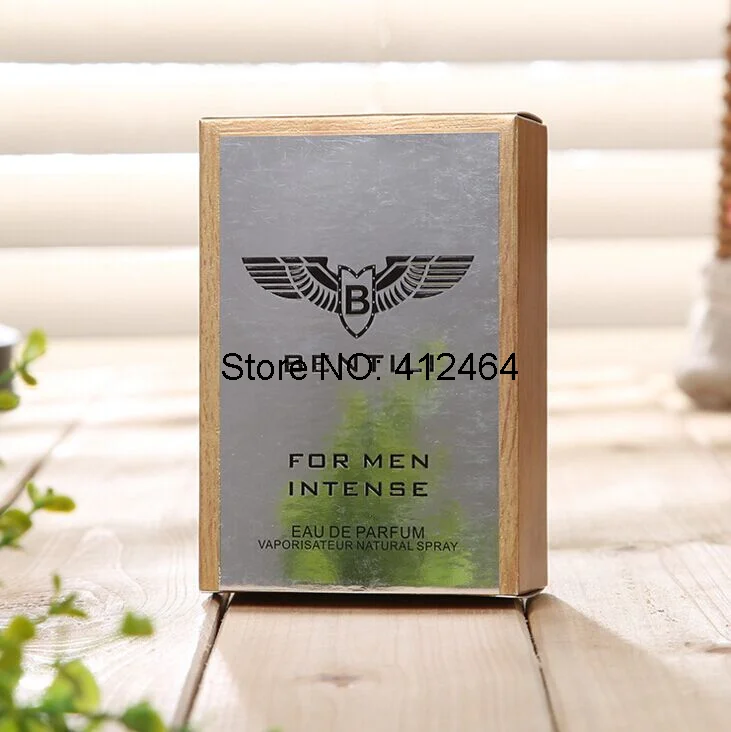 B
Store NO: 412464
FOR MEN
INTENSE
EAU DE PARFUM
VAPORISATEUR NATURAL SPRAY